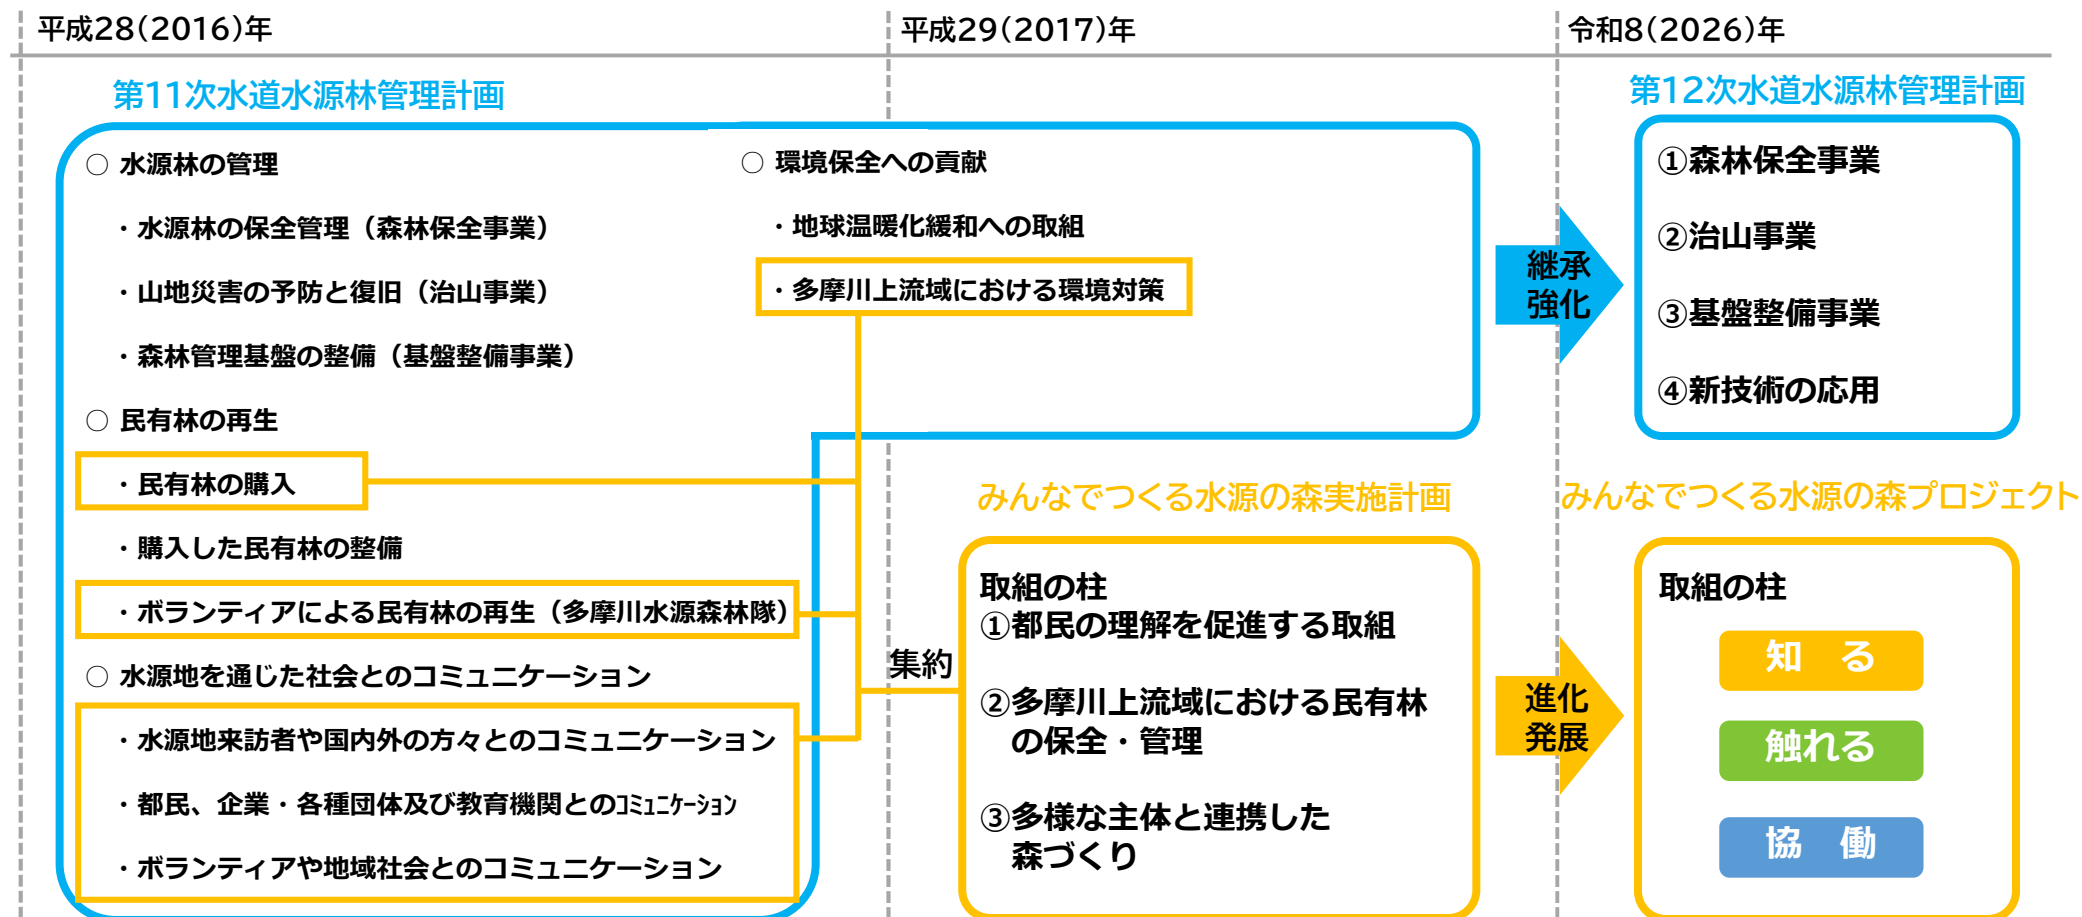 平成28(2016)年
平成29(2017)年
令和8(2026)年
第11次水道水源林管理計画
○ 水源林の管理
・水源林の保全管理（森林保全事業）
・山地災害の予防と復旧（治山事業）
・森林管理基盤の整備（基盤整備事業）
○ 民有林の再生
・民有林の購入
・購入した民有林の整備
・ボランティアによる民有林の再生（多摩川水源森林隊）
○ 水源地を通じた社会とのコミュニケーション
・水源地来訪者や国内外の方々とのコミュニケーション
・都民、企業・各種団体及び教育機関とのｺﾐｭﾆｹｰｼｮﾝ
・ボランティアや地域社会とのコミュニケーション
○ 環境保全への貢献
・地球温暖化緩和への取組
・多摩川上流域における環境対策
集約
みんなでつくる水源の森実施計画
取組の柱
①都民の理解を促進する取組
②多摩川上流域における民有林
の保全・管理
③多様な主体と連携した
森づくり
継承
強化
第12次水道水源林管理計画
①森林保全事業
②治山事業
③基盤整備事業
④新技術の応用
進化
発展
みんなでつくる水源の森プロジェクト
取組の柱
知　る
触れる
協　働